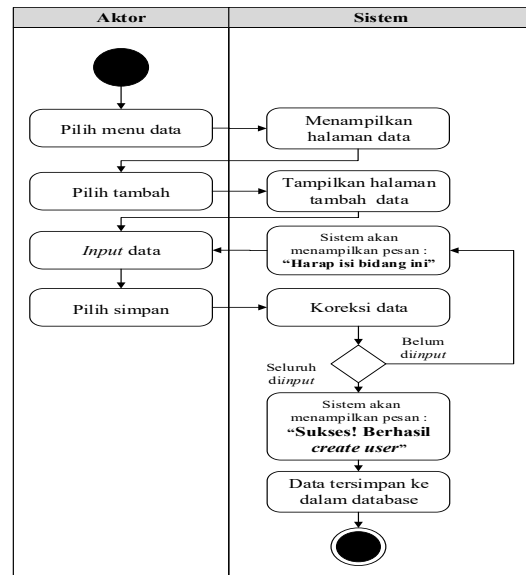 Aktor
Sistem
Pilih menu data
Menampilkan
halaman data
Pilih tambah
Tampilkan halaman
tambah data
Input data
Sistem akan
menampilkan pesan :
“Harap isi bidang ini”
Pilih simpan
Koreksi data
Belum
diinput
Seluruh
diinput
Sistem akan
menampilkan pesan :
“Sukses! Berhasil
create user”
Data tersimpan ke
dalam database